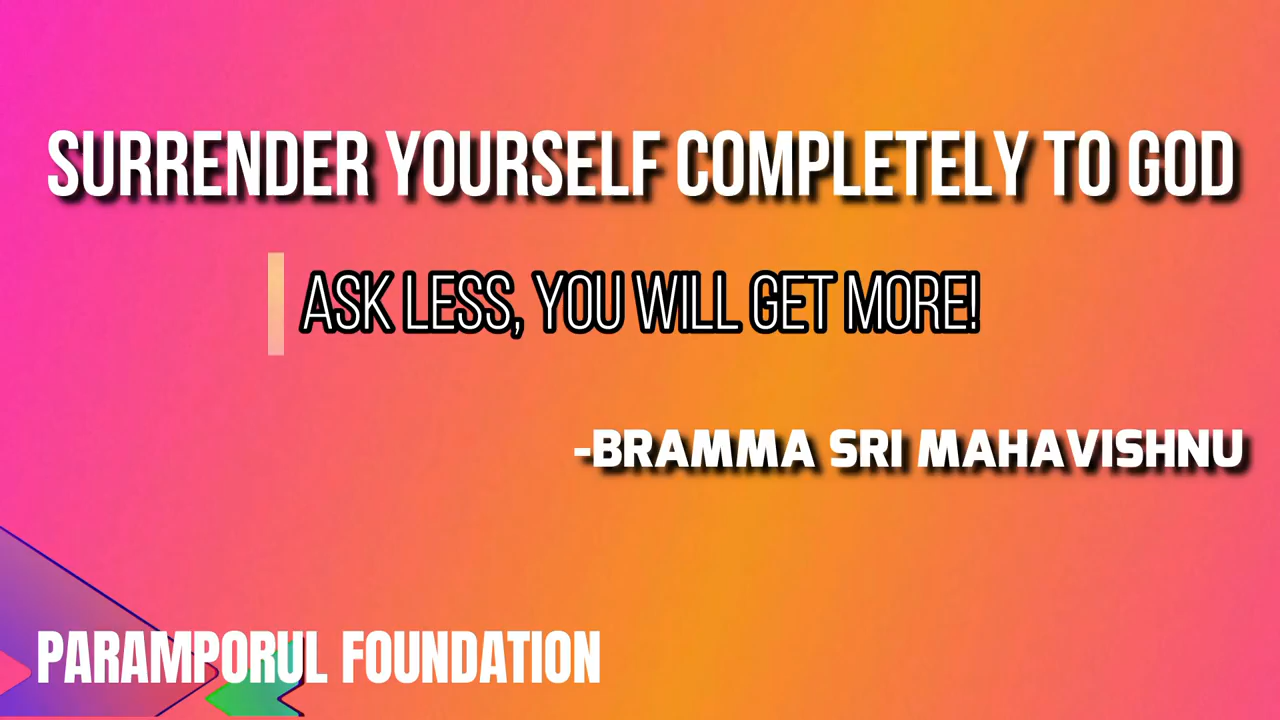 SURRENDER YOURSELF COMPLETELY TO GOD
ASK LESS, YOU WILL GET MORE!
-BRAMMA SRI MAHAVISHNU
PARAMPORUL FOUNDATION